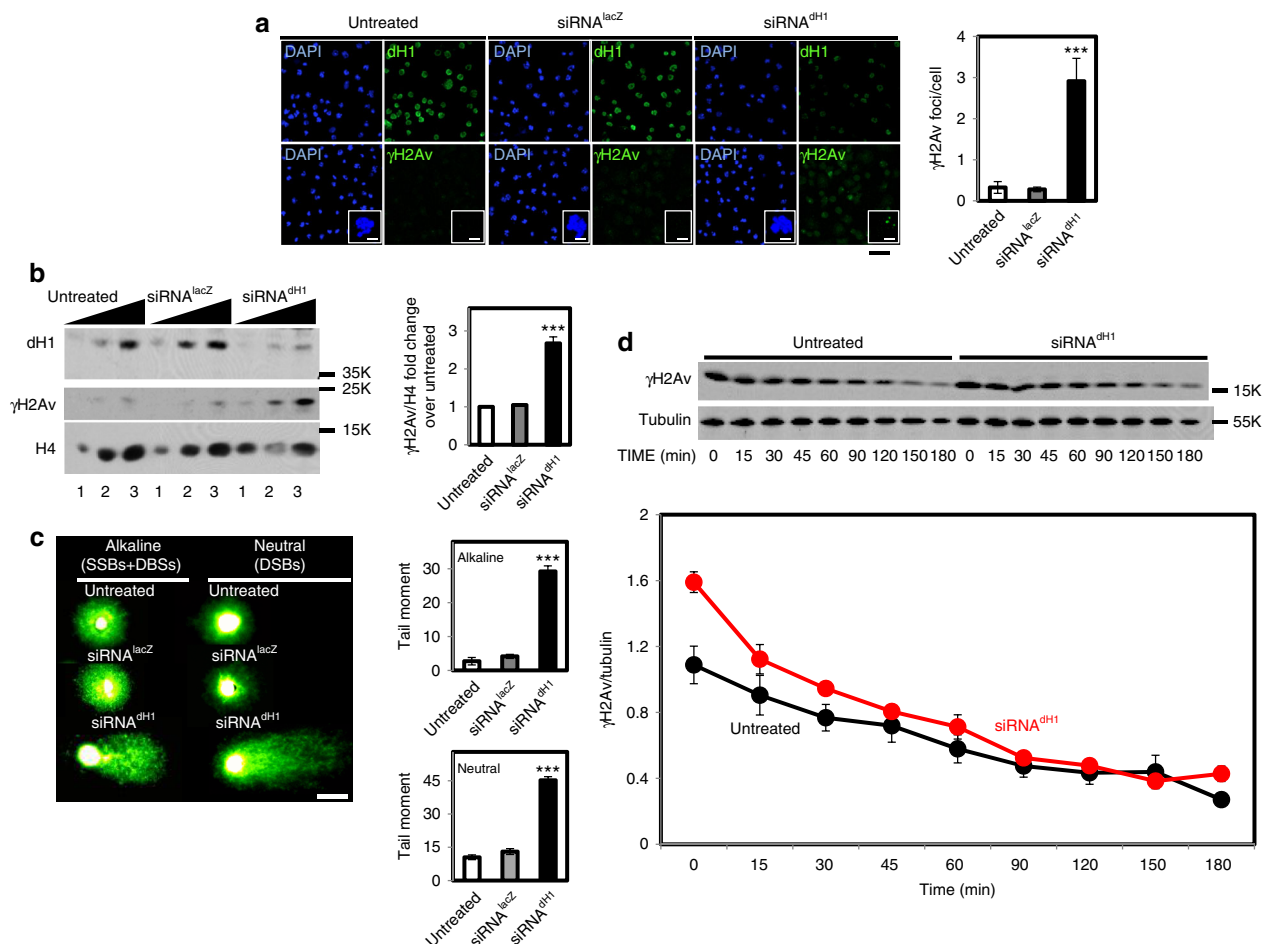 a
Untreated
siRNAlacZ
siRNAdH1
DAPI
dH1
DAPI
dH1
DAPI
dH1
DAPI
γH2Av
DAPI
γH2Av
DAPI
γH2Av
γH2Av foci/cell
4
3
2
1
0
***
Untreated
siRNAlacZ
siRNAdH1
b
Untreated
siRNAlacZ
siRNAdH1
dH1
35K
25K
γH2Av
15K
H4
1 2 3 1 2 3 1 2 3
γH2Av/H4 fold change
over untreated
3
2
1
0
***
Untreated
siRNAlacZ
siRNAdH1
c
Alkaline
(SSBs+DBSs)
Neutral
(DSBs)
Untreated
Untreated
siRNAlacZ
siRNAlacZ
siRNAdH1
siRNAdH1
Tail moment
30
20
10
0
Alkaline
***
Untreated
siRNAlacZ
siRNAdH1
Tail moment
45
30
15
0
Neutral
***
Untreated
siRNAlacZ
siRNAdH1
d
Untreated
siRNAdH1
γH2Av
15K
Tubulin
55K
TIME (min) 0 15 30 45 60 90 120 150 180 0 15 30 45 60 90 120 150 180
γH2Av/tubulin
2
1.6
1.2
0.8
0.4
0
Untreated
siRNAdH1
0 15 30 45 60 90 120 150 180
Time (min)